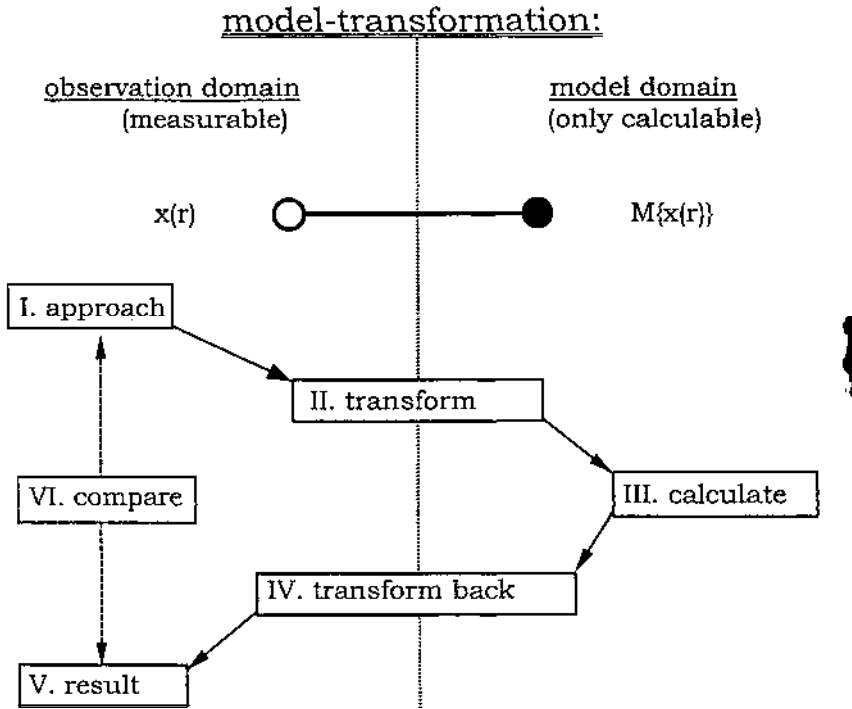 model-transformation:
observation domain
(measurable)
model domain
(only calculable)
x(r)
M{x(r)}
I. approach
II. transform
VI. compare
III. calculate
IV. transform back
V. result